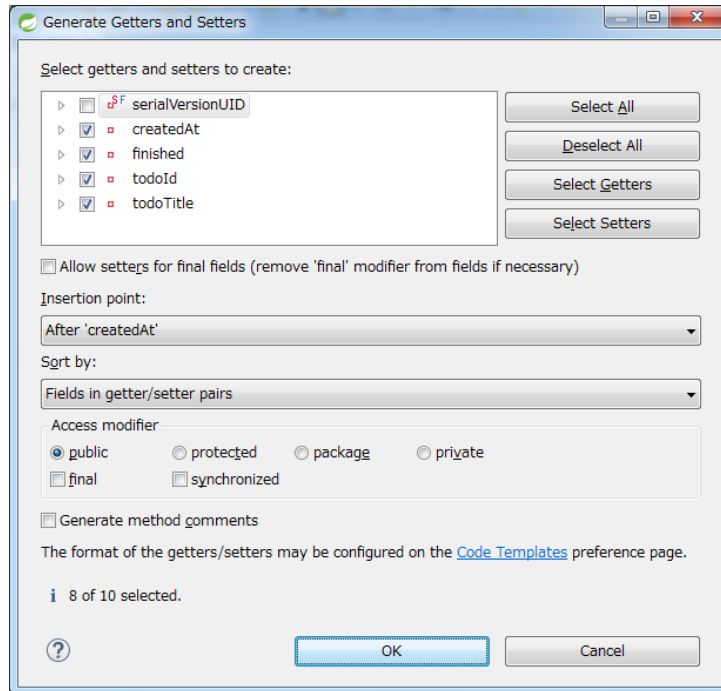 Generate Getters and Setters
Select getters and setters to create:
S F serialVersionUID
createdAt
finished
todoId
todoTitle
Select All
Deselect All
Select Getters
Select Setters
Allow setters for final fields (remove 'final' modifier from fields if necessary)
Insertion point:
After 'createdAt'
Sort by:
Fields in getter/setter pairs
Access modifier
public protected package private
final synchronized
Generate method comments
The format of the getters/setters may be configured on the Code Templates preference page.
i 8 of 10 selected.
? OK Cancel